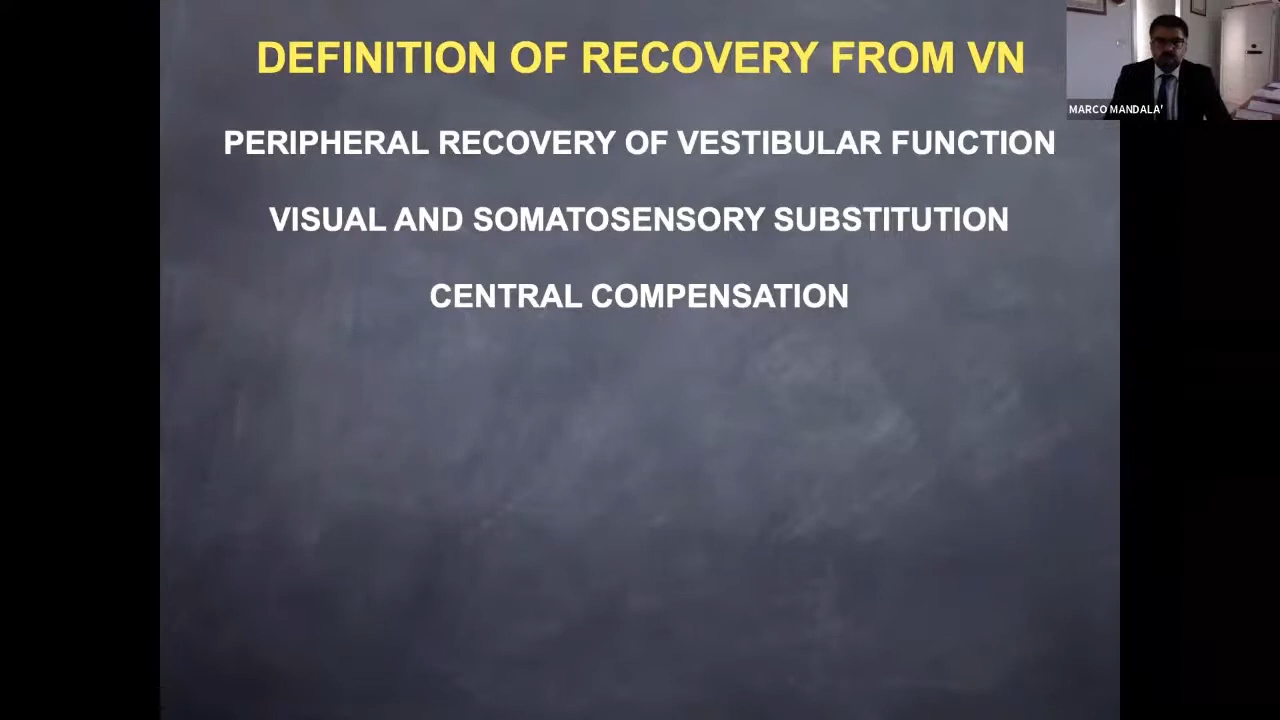 DEFINITION OF RECOVERY FROM VN
MARCO MANDALA'
PERIPHERAL RECOVERY OF VESTIBULAR FUNCTION
VISUAL AND SOMATOSENSORY SUBSTITUTION
CENTRAL COMPENSATION